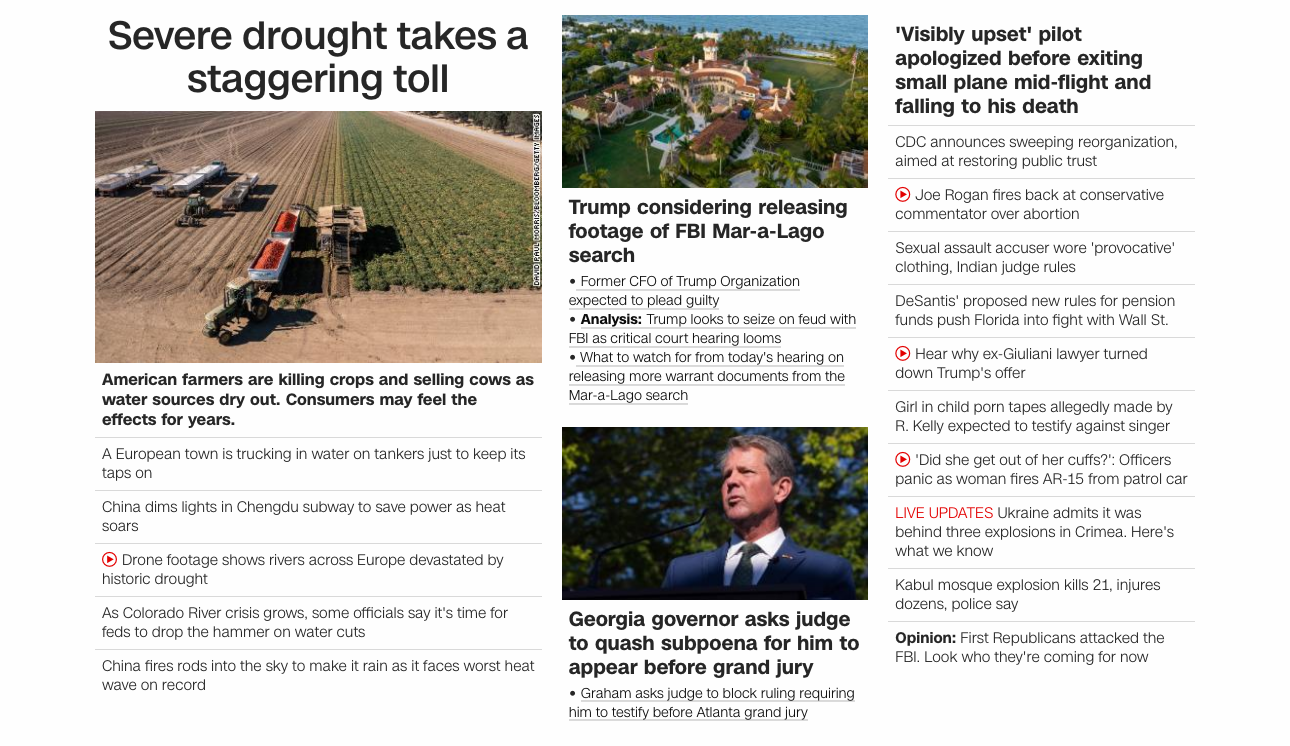 Severe drought takes a
staggering toll
DAVID PAUL MORRIS/BLOOMBERG/GETTY IMAGES
American farmers are killing crops and selling cows as
water sources dry out. Consumers may feel the
effects for years.
A European town is trucking in water on tankers just to keep its
taps on
China dims lights in Chengdu subway to save power as heat
soars
Drone footage shows rivers across Europe devastated by
historic drought
As Colorado River crisis grows, some officials say it's time for
feds to drop the hammer on water cuts
China fires rods into the sky to make it rain as it faces worst heat
wave on record
Trump considering releasing
footage of FBI Mar-a-Lago
search
• Former CFO of Trump Organization
expected to plead guilty
• Analysis: Trump looks to seize on feud with
FBI as critical court hearing looms
• What to watch for from today's hearing on
releasing more warrant documents from the
Mar-a-Lago search
Georgia governor asks judge
to quash subpoena for him to
appear before grand jury
• Graham asks judge to block ruling requiring
him to testify before Atlanta grand jury
'Visibly upset' pilot
apologized before exiting
small plane mid-flight and
falling to his death
CDC announces sweeping reorganization,
aimed at restoring public trust
Joe Rogan fires back at conservative
commentator over abortion
Sexual assault accuser wore 'provocative'
clothing, Indian judge rules
DeSantis' proposed new rules for pension
funds push Florida into fight with Wall St.
Hear why ex-Giuliani lawyer turned
down Trump's offer
Girl in child porn tapes allegedly made by
R. Kelly expected to testify against singer
'Did she get out of her cuffs?': Officers
panic as woman fires AR-15 from patrol car
LIVE UPDATES Ukraine admits it was
behind three explosions in Crimea. Here's
what we know
Kabul mosque explosion kills 21, injures
dozens, police say
Opinion: First Republicans attacked the
FBI. Look who they're coming for now